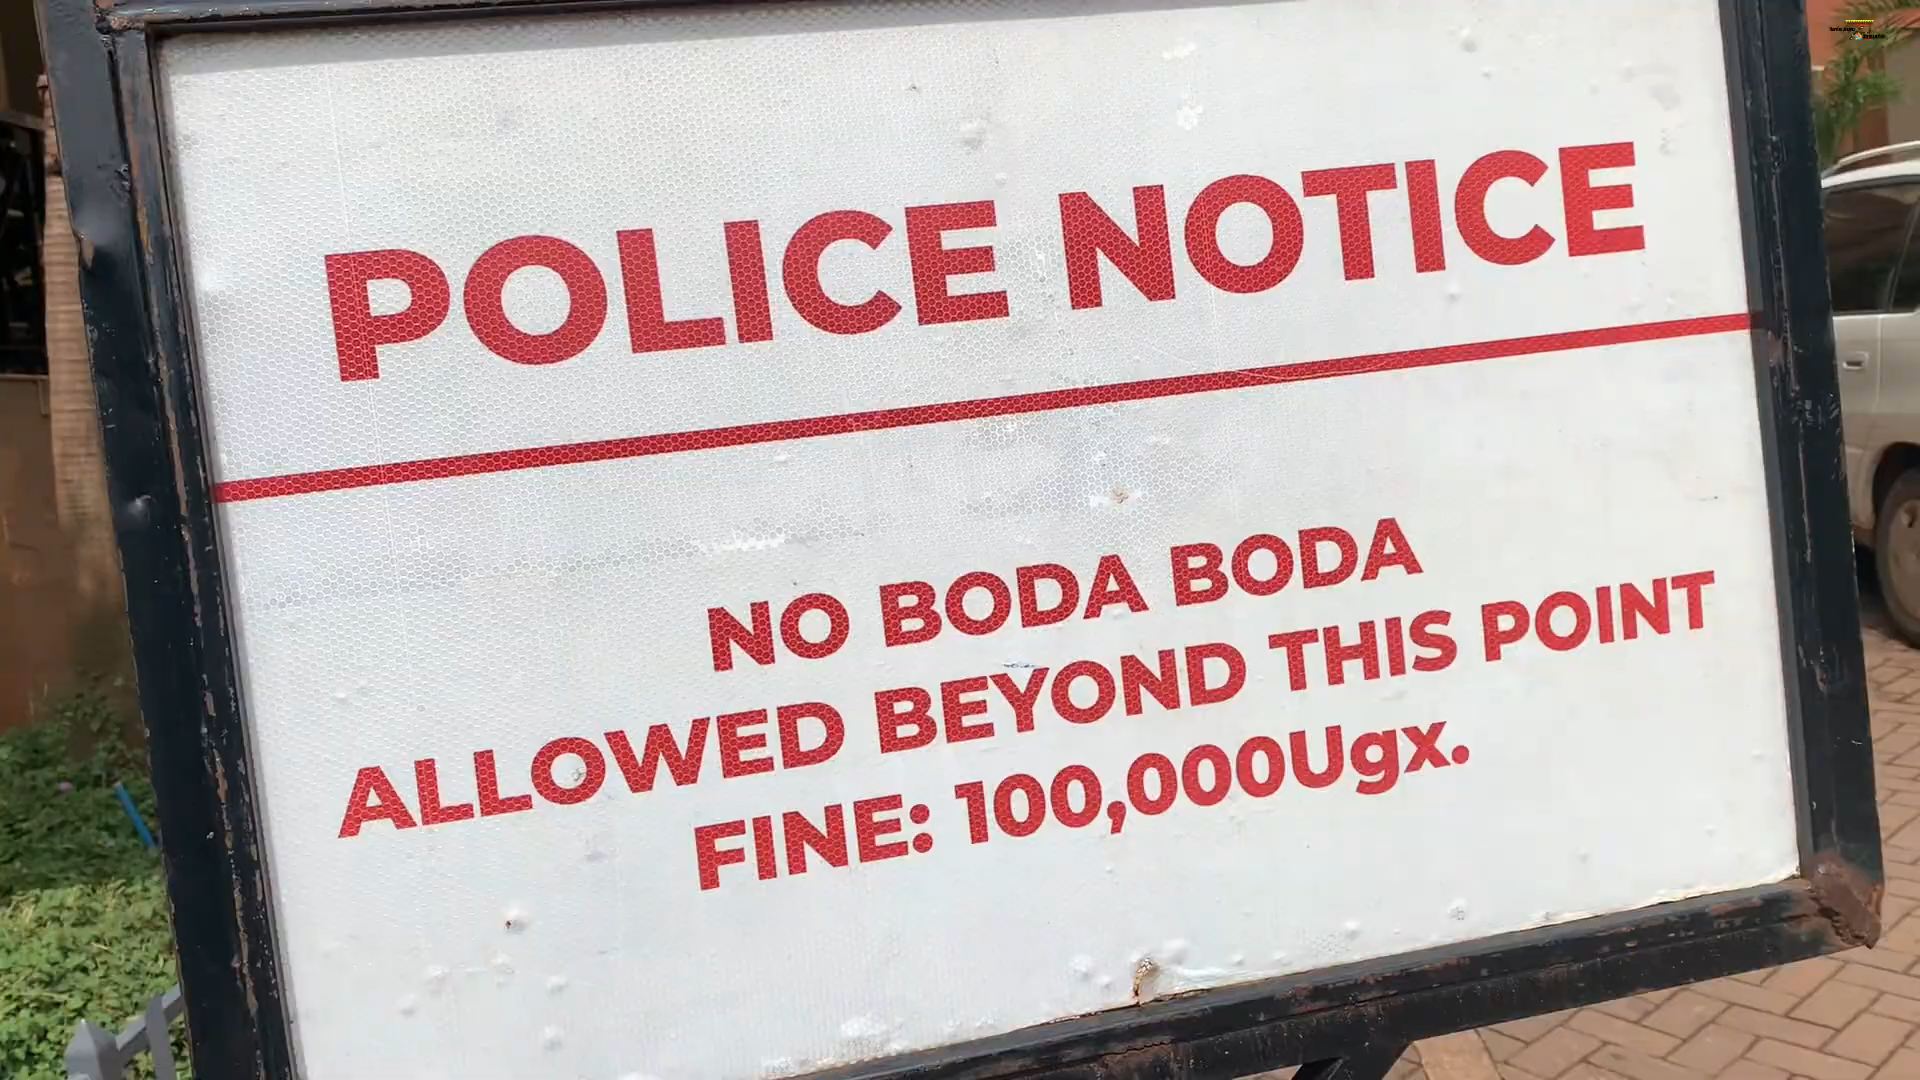 POLICE NOTICE
NO BODA BODA
ALLOWED BEYOND THIS POINT
FINE: 100,000Ugx.